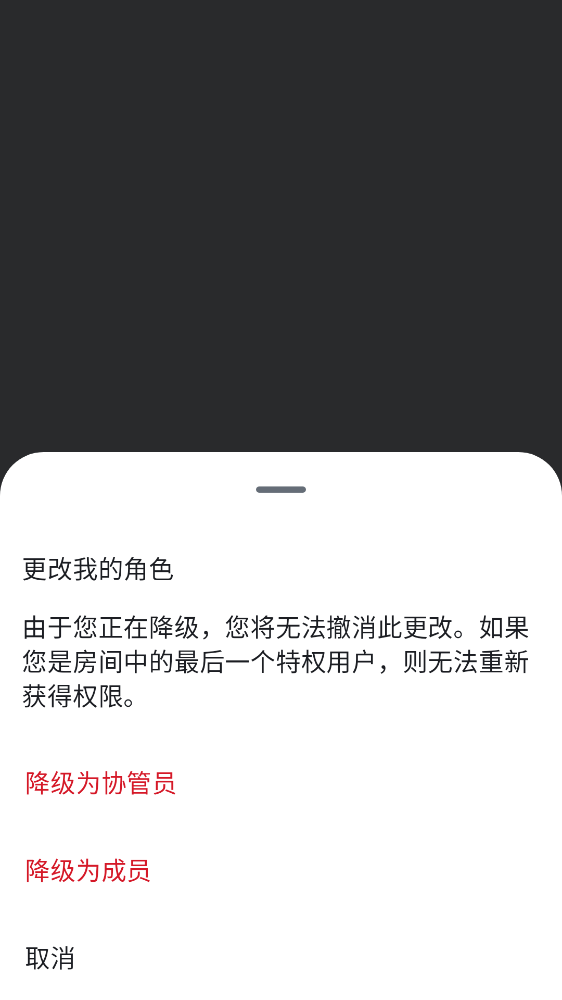 更改我的角色
由于您正在降级，您将无法撤消此更改。如果
您是房间中的最后一个特权用户，则无法重新
获得权限。
降级为协管员
降级为成员
取消